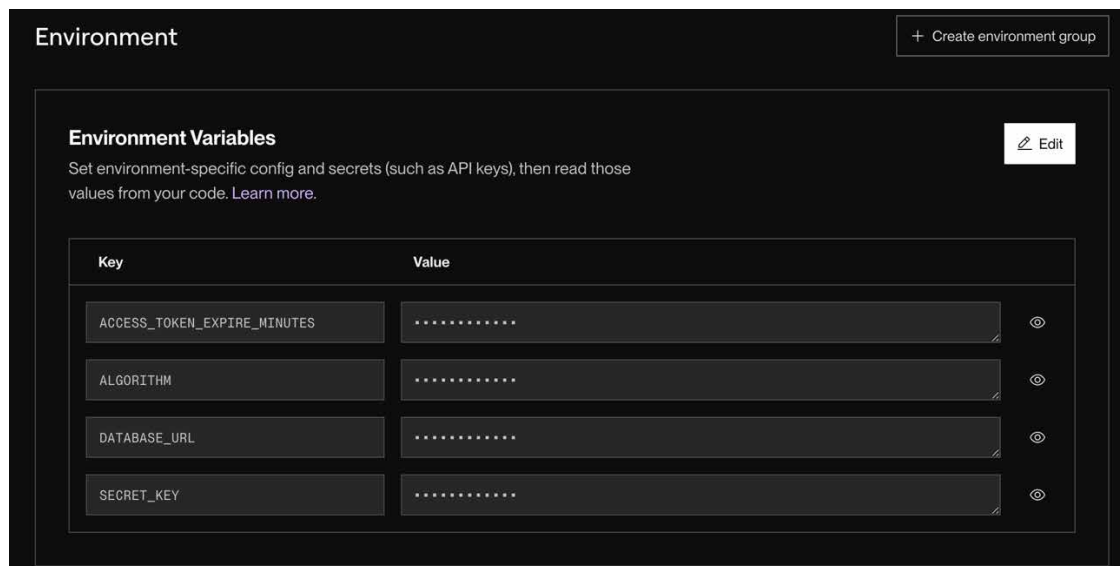 Environment
+ Create environment group
Environment Variables
Edit
Set environment-specific config and secrets (such as API keys), then read those
values from your code. Learn more.
Key Value
ACCESS_TOKEN_EXPIRE_MINUTES ············
ALGORITHM ············
DATABASE_URL ············
SECRET_KEY ············